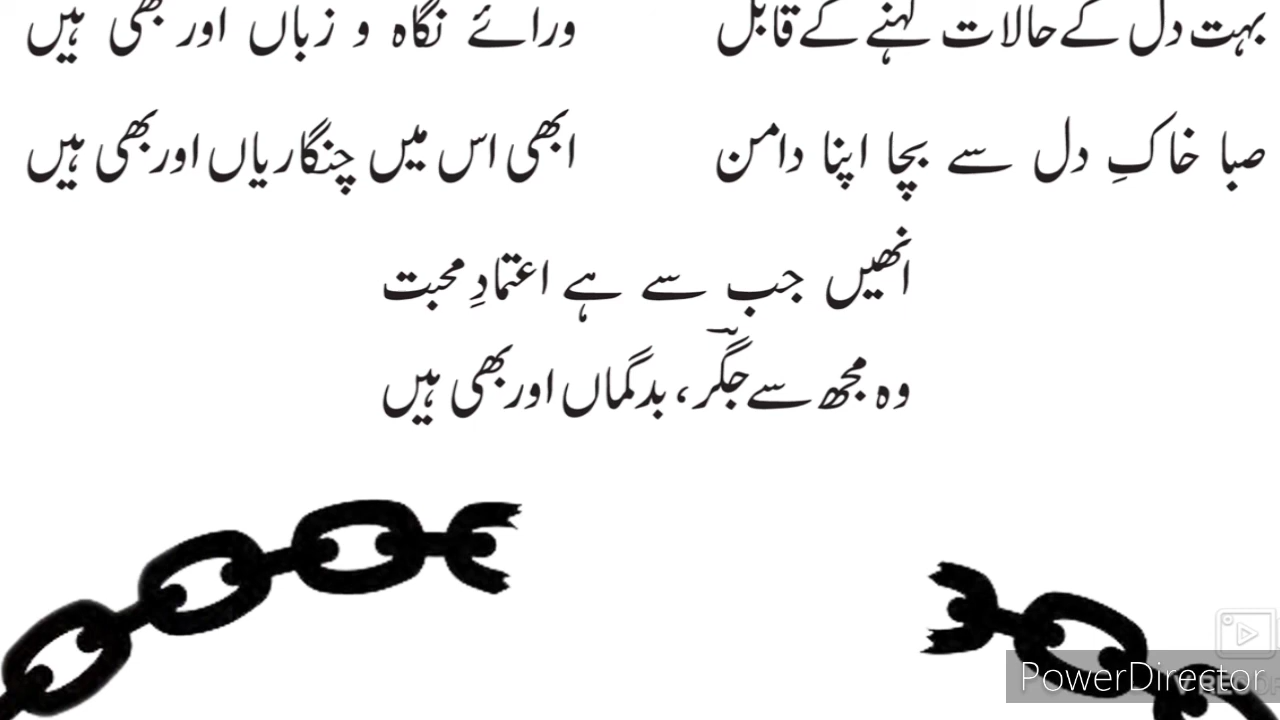 بہت دل کے حالات کہنے کے قابل ورائے نگاہ و زباں اور بھی ہیں
صبا خاکِ دل سے بچا اپنا دامن ابھی اس میں چنگاریاں اور بھی ہیں
انھیں جب سے ہے اعتمادِ محبت
وہ مجھ سے جگرؔ، بدگماں اور بھی ہیں
PowerDirector